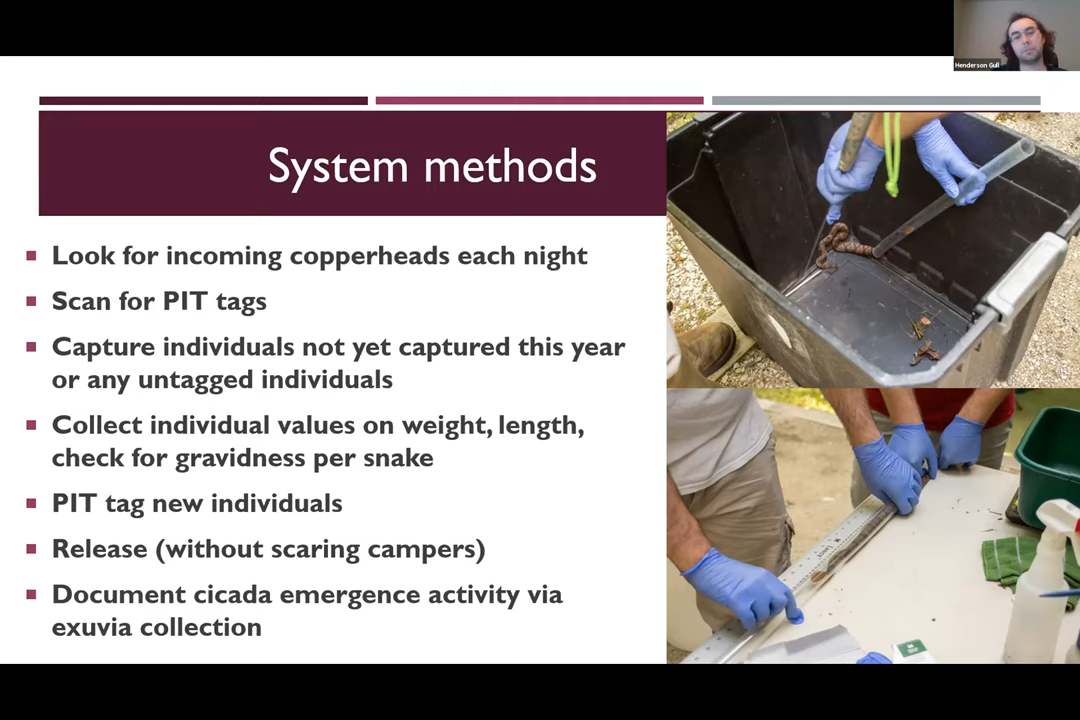 Henderson Gull
System methods
Look for incoming copperheads each night
Scan for PIT tags
Capture individuals not yet captured this year
or any untagged individuals
Collect individual values on weight, length,
check for gravidness per snake
PIT tag new individuals
Release (without scaring campers)
Document cicada emergence activity via
exuvia collection